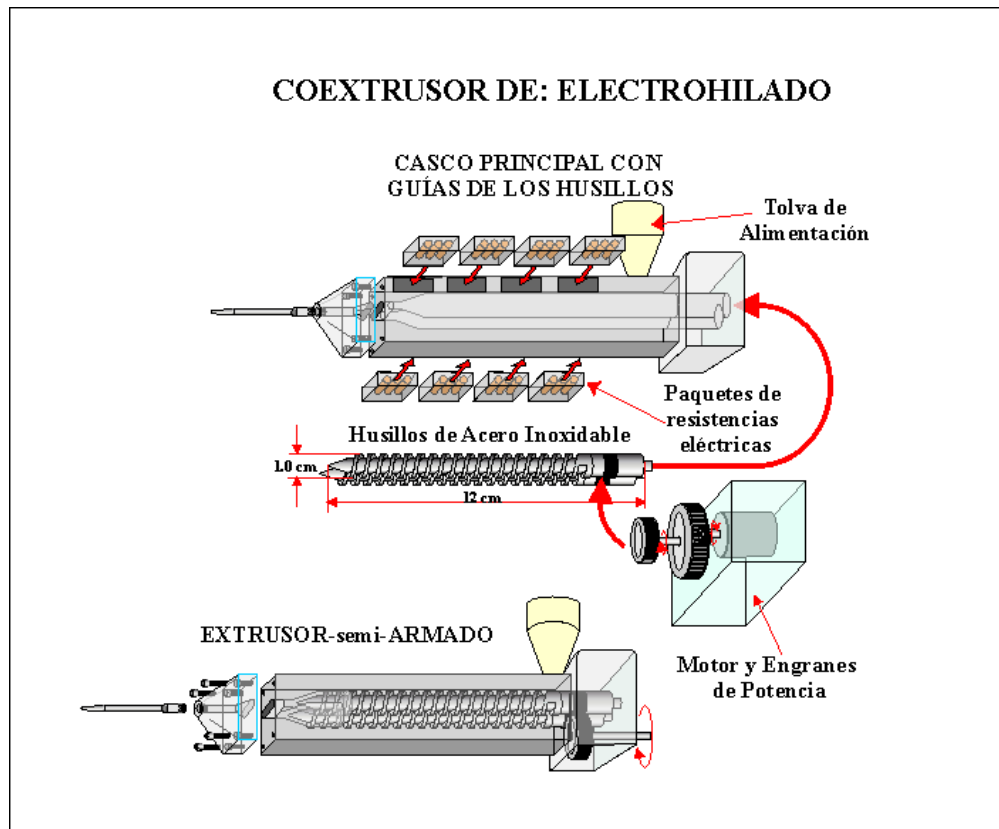 COEXTRUSOR DE: ELECTROHILADO
CASCO PRINCIPAL CON
GUÍAS DE LOS HUSILLOS
Tolva de
Alimentación
Paquetes de
resistencias
eléctricas
Husillos de Acero Inoxidable
1.0 cm
12 cm
EXTRUSOR-semi-ARMADO
Motor y Engranes
de Potencia